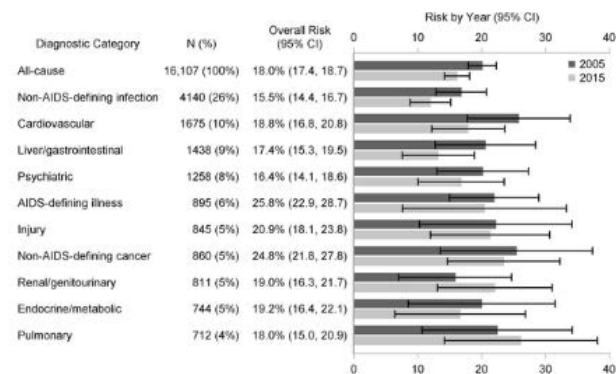 Risk by Year (95% CI)
Diagnostic Category N (%) Overall Risk (95% CI)
0 10 20 30 40
2005
2015
All-cause 16,107 (100%) 18.0% (17.4, 18.7)
Non-AIDS-defining infection 4140 (26%) 15.5% (14.4, 16.7)
Cardiovascular 1675 (10%) 18.8% (16.8, 20.8)
Liver/gastrointestinal 1438 (9%) 17.4% (15.3, 19.5)
Psychiatric 1258 (8%) 16.4% (14.1, 18.6)
AIDS-defining illness 895 (6%) 25.8% (22.9, 28.7)
Injury 845 (5%) 20.9% (18.1, 23.8)
Non-AIDS-defining cancer 860 (5%) 24.8% (21.8, 27.8)
Renal/genitourinary 811 (5%) 19.0% (16.3, 21.7)
Endocrine/metabolic 744 (5%) 19.2% (16.4, 22.1)
Pulmonary 712 (4%) 18.0% (15.0, 20.9)
0 10 20 30 40